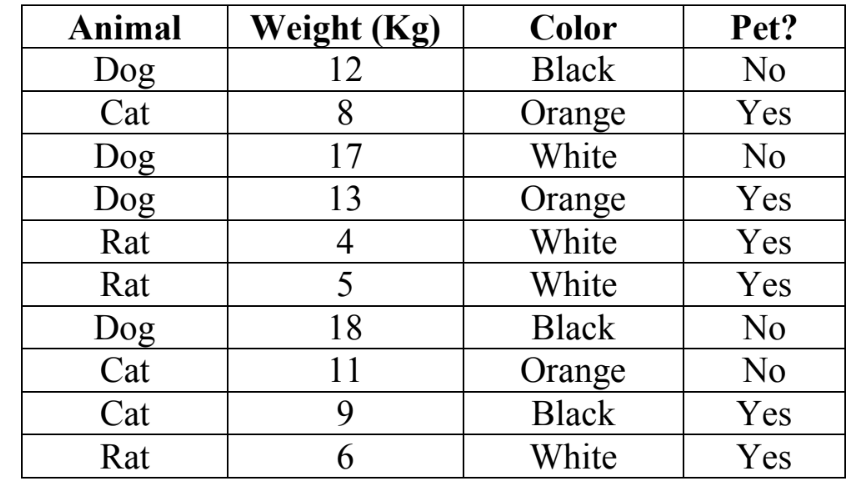 Animal Weight (Kg) Color Pet?
Dog 12 Black No
Cat 8 Orange Yes
Dog 17 White No
Dog 13 Orange Yes
Rat 4 White Yes
Rat 5 White Yes
Dog 18 Black No
Cat 11 Orange No
Cat 9 Black Yes
Rat 6 White Yes